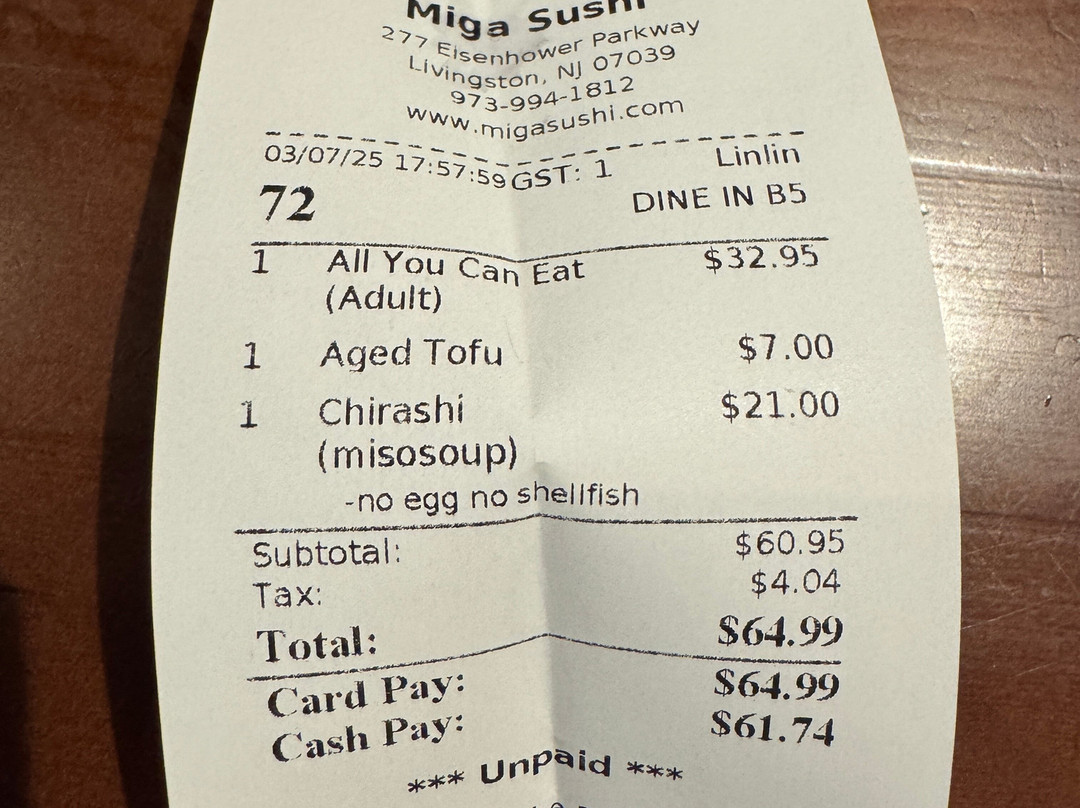 Miga Sushi
277 Eisenhower Parkway
Livingston, NJ 07039
973-994-1812
www.migasushi.com
03/07/25 17:57:59 GST: 1 Linlin
72 DINE IN B5
1 All You Can Eat $32.95
(Adult)
1 Aged Tofu $7.00
1 Chirashi $21.00
(misosoup)
-no egg no shellfish
Subtotal: $60.95
Tax: $4.04
Total: $64.99
Card Pay: $64.99
Cash Pay: $61.74
*** Unpaid ***